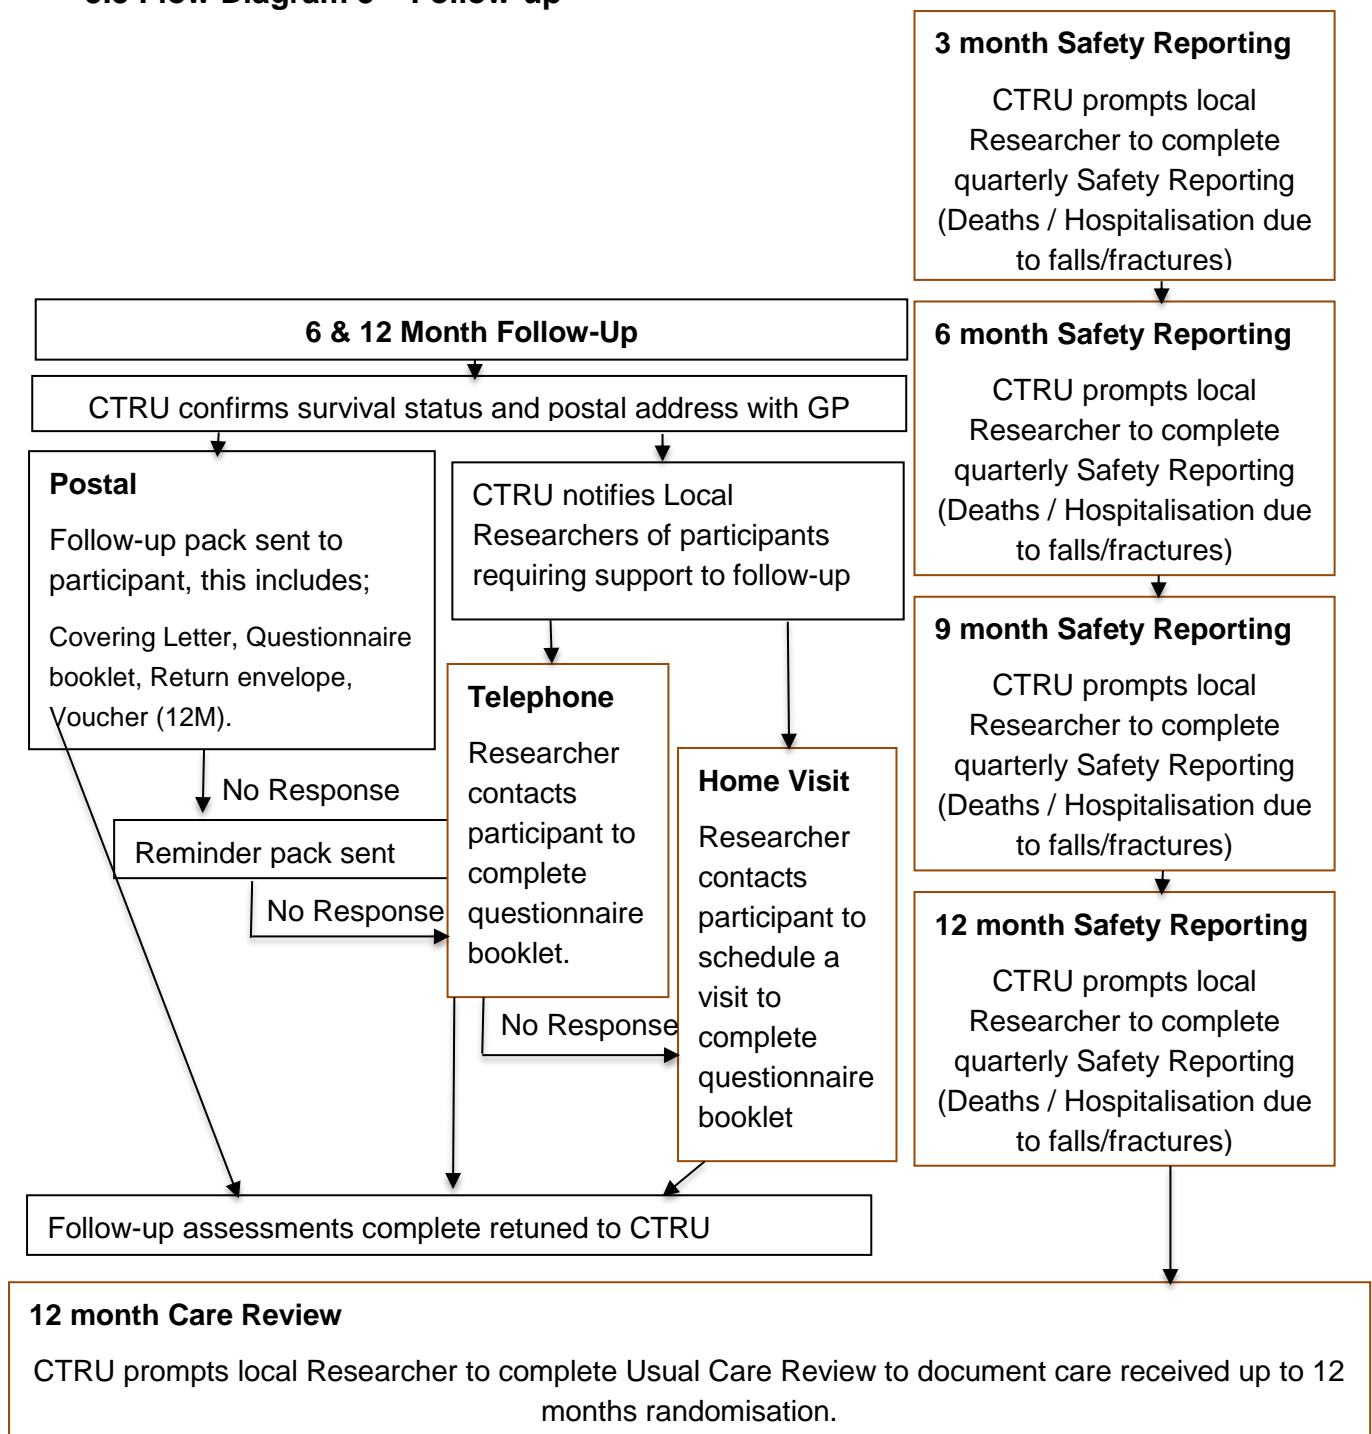 3 month Safety Reporting
CTRU prompts local
Researcher to complete
quarterly Safety Reporting
(Deaths / Hospitalisation due
to falls/fractures)
6 & 12 Month Follow-Up
CTRU confirms survival status and postal address with GP
Postal
Follow-up pack sent to
participant, this includes;
Covering Letter, Questionnaire
booklet, Return envelope,
Voucher (12M).
No Response
Reminder pack sent
No Response
CTRU notifies Local
Researchers of participants
requiring support to follow-up
Telephone
Researcher
contacts
participant to
complete
questionnaire
booklet.
No Response
Home Visit
Researcher
contacts
participant to
schedule a
visit to
complete
questionnaire
booklet
Follow-up assessments complete retuned to CTRU
6 month Safety Reporting
CTRU prompts local
Researcher to complete
quarterly Safety Reporting
(Deaths / Hospitalisation due
to falls/fractures)
9 month Safety Reporting
CTRU prompts local
Researcher to complete
quarterly Safety Reporting
(Deaths / Hospitalisation due
to falls/fractures)
12 month Safety Reporting
CTRU prompts local
Researcher to complete
quarterly Safety Reporting
(Deaths / Hospitalisation due
to falls/fractures)
12 month Care Review
CTRU prompts local Researcher to complete Usual Care Review to document care received up to 12
months randomisation.